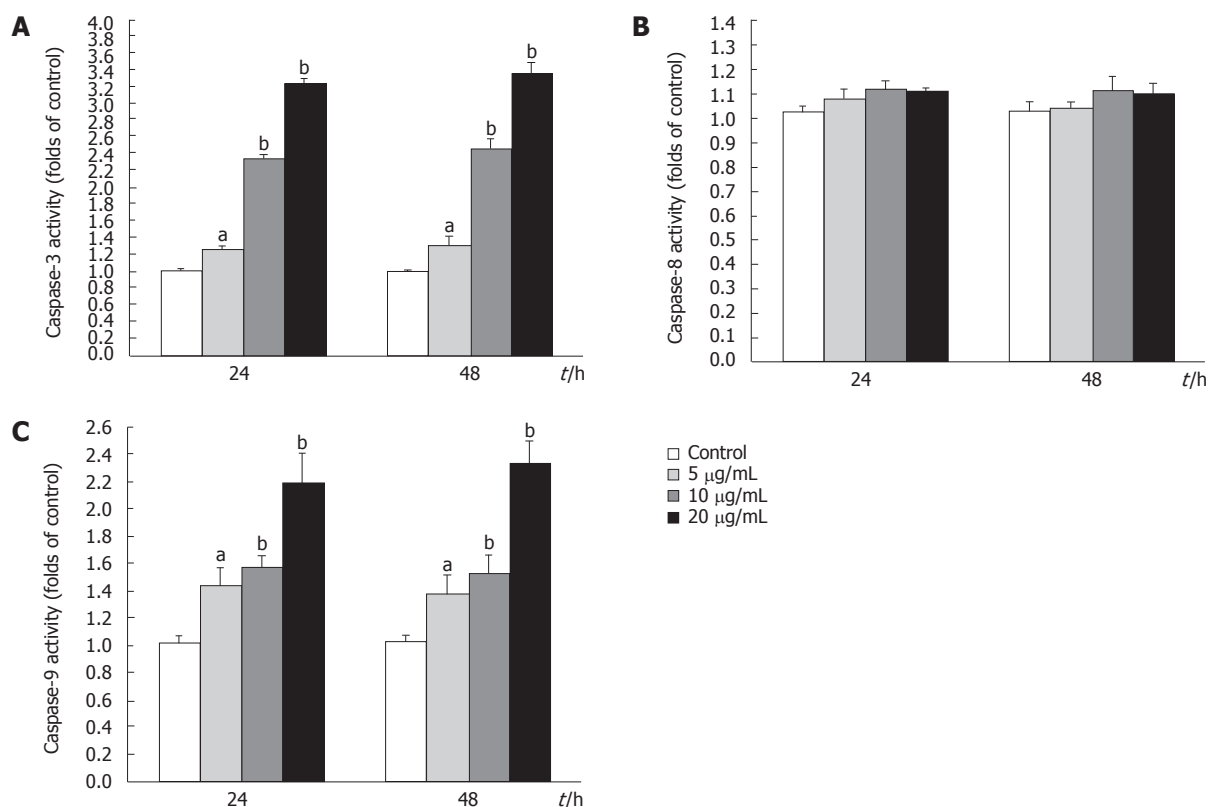 A
Caspase-3 activity (folds of control)
4.0
3.8
3.6
3.4
3.2
3.0
2.8
2.6
2.4
2.2
2.0
1.8
1.6
1.4
1.2
1.0
0.8
0.6
0.4
0.2
0.0
a
b
b
a
b
b
24
48
t/h
B
Caspase-8 activity (folds of control)
1.4
1.3
1.2
1.1
1.0
0.9
0.8
0.7
0.6
0.5
0.4
0.3
0.2
0.1
0.0
24
48
t/h
C
Caspase-9 activity (folds of control)
2.6
2.4
2.2
2.0
1.8
1.6
1.4
1.2
1.0
0.8
0.6
0.4
0.2
0.0
a
b
b
a
b
b
24
48
t/h
Control
5 μg/mL
10 μg/mL
20 μg/mL